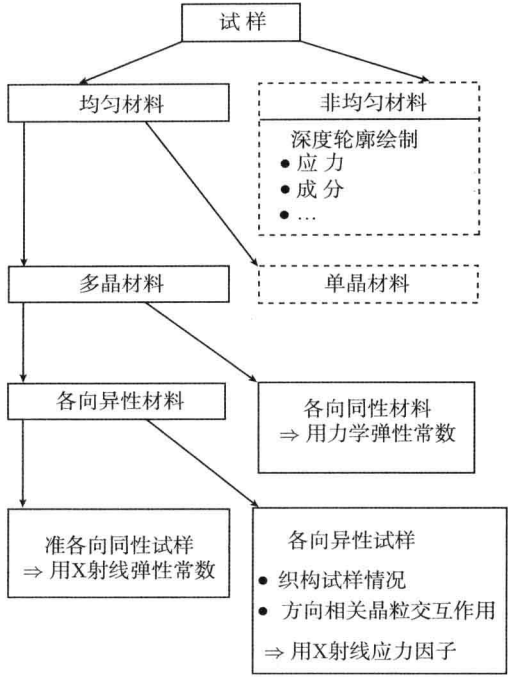 试样
均匀材料
非均匀材料
深度轮廓绘制
● 应力
● 成分
● …
多晶材料
单晶材料
各向异性材料
各向同性材料
⇒ 用力学弹性常数
准各向同性试样
⇒ 用X射线弹性常数
各向异性试样
● 织构试样情况
● 方向相关晶粒交互作用
⇒ 用X射线应力因子